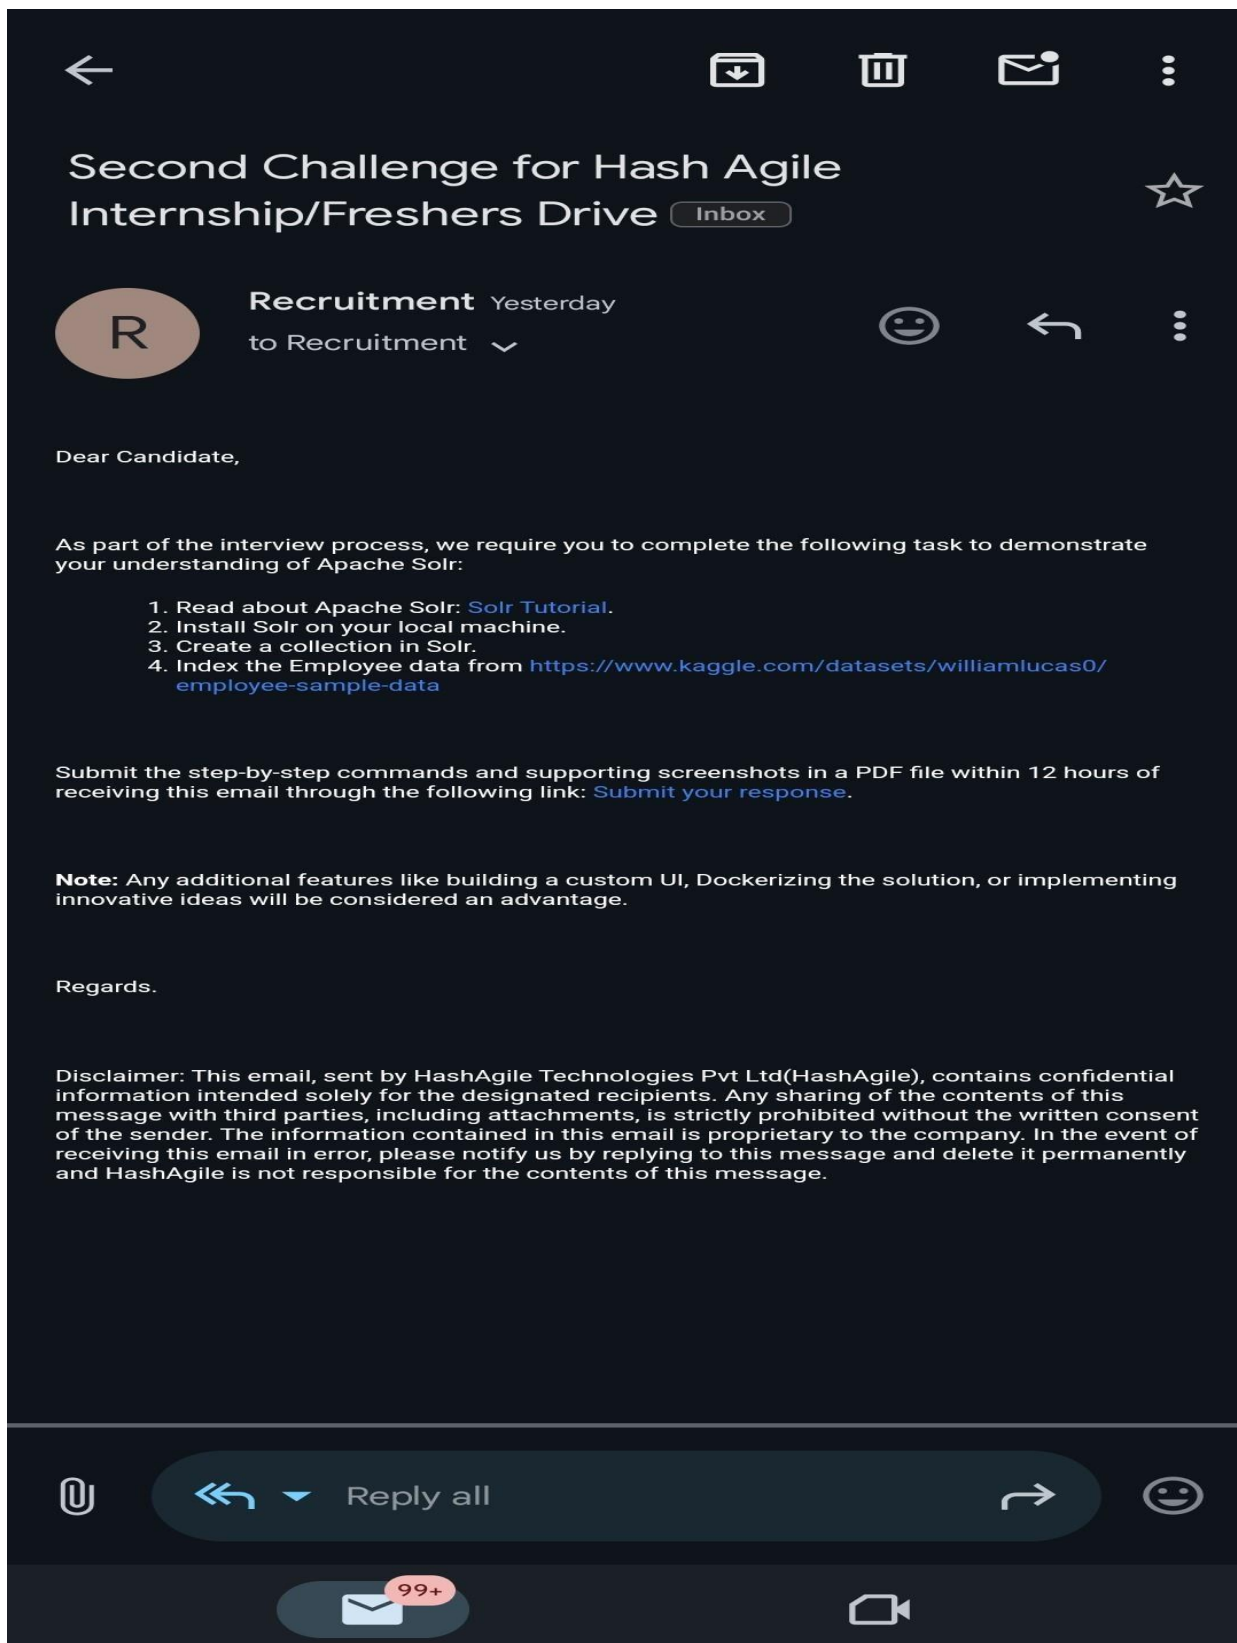 Second Challenge for Hash Agile
Internship/Freshers Drive Inbox
R
Recruitment Yesterday
to Recruitment
Dear Candidate,
As part of the interview process, we require you to complete the following task to demonstrate
your understanding of Apache Solr:
1. Read about Apache Solr: Solr Tutorial.
2. Install Solr on your local machine.
3. Create a collection in Solr.
4. Index the Employee data from https://www.kaggle.com/datasets/williamlucas0/
employee-sample-data
Submit the step-by-step commands and supporting screenshots in a PDF file within 12 hours of
receiving this email through the following link: Submit your response.
Note: Any additional features like building a custom UI, Dockerizing the solution, or implementing
innovative ideas will be considered an advantage.
Regards.
Disclaimer: This email, sent by HashAgile Technologies Pvt Ltd(HashAgile), contains confidential
information intended solely for the designated recipients. Any sharing of the contents of this
message with third parties, including attachments, is strictly prohibited without the written consent
of the sender. The information contained in this email is proprietary to the company. In the event of
receiving this email in error, please notify us by replying to this message and delete it permanently
and HashAgile is not responsible for the contents of this message.
Reply all
99+